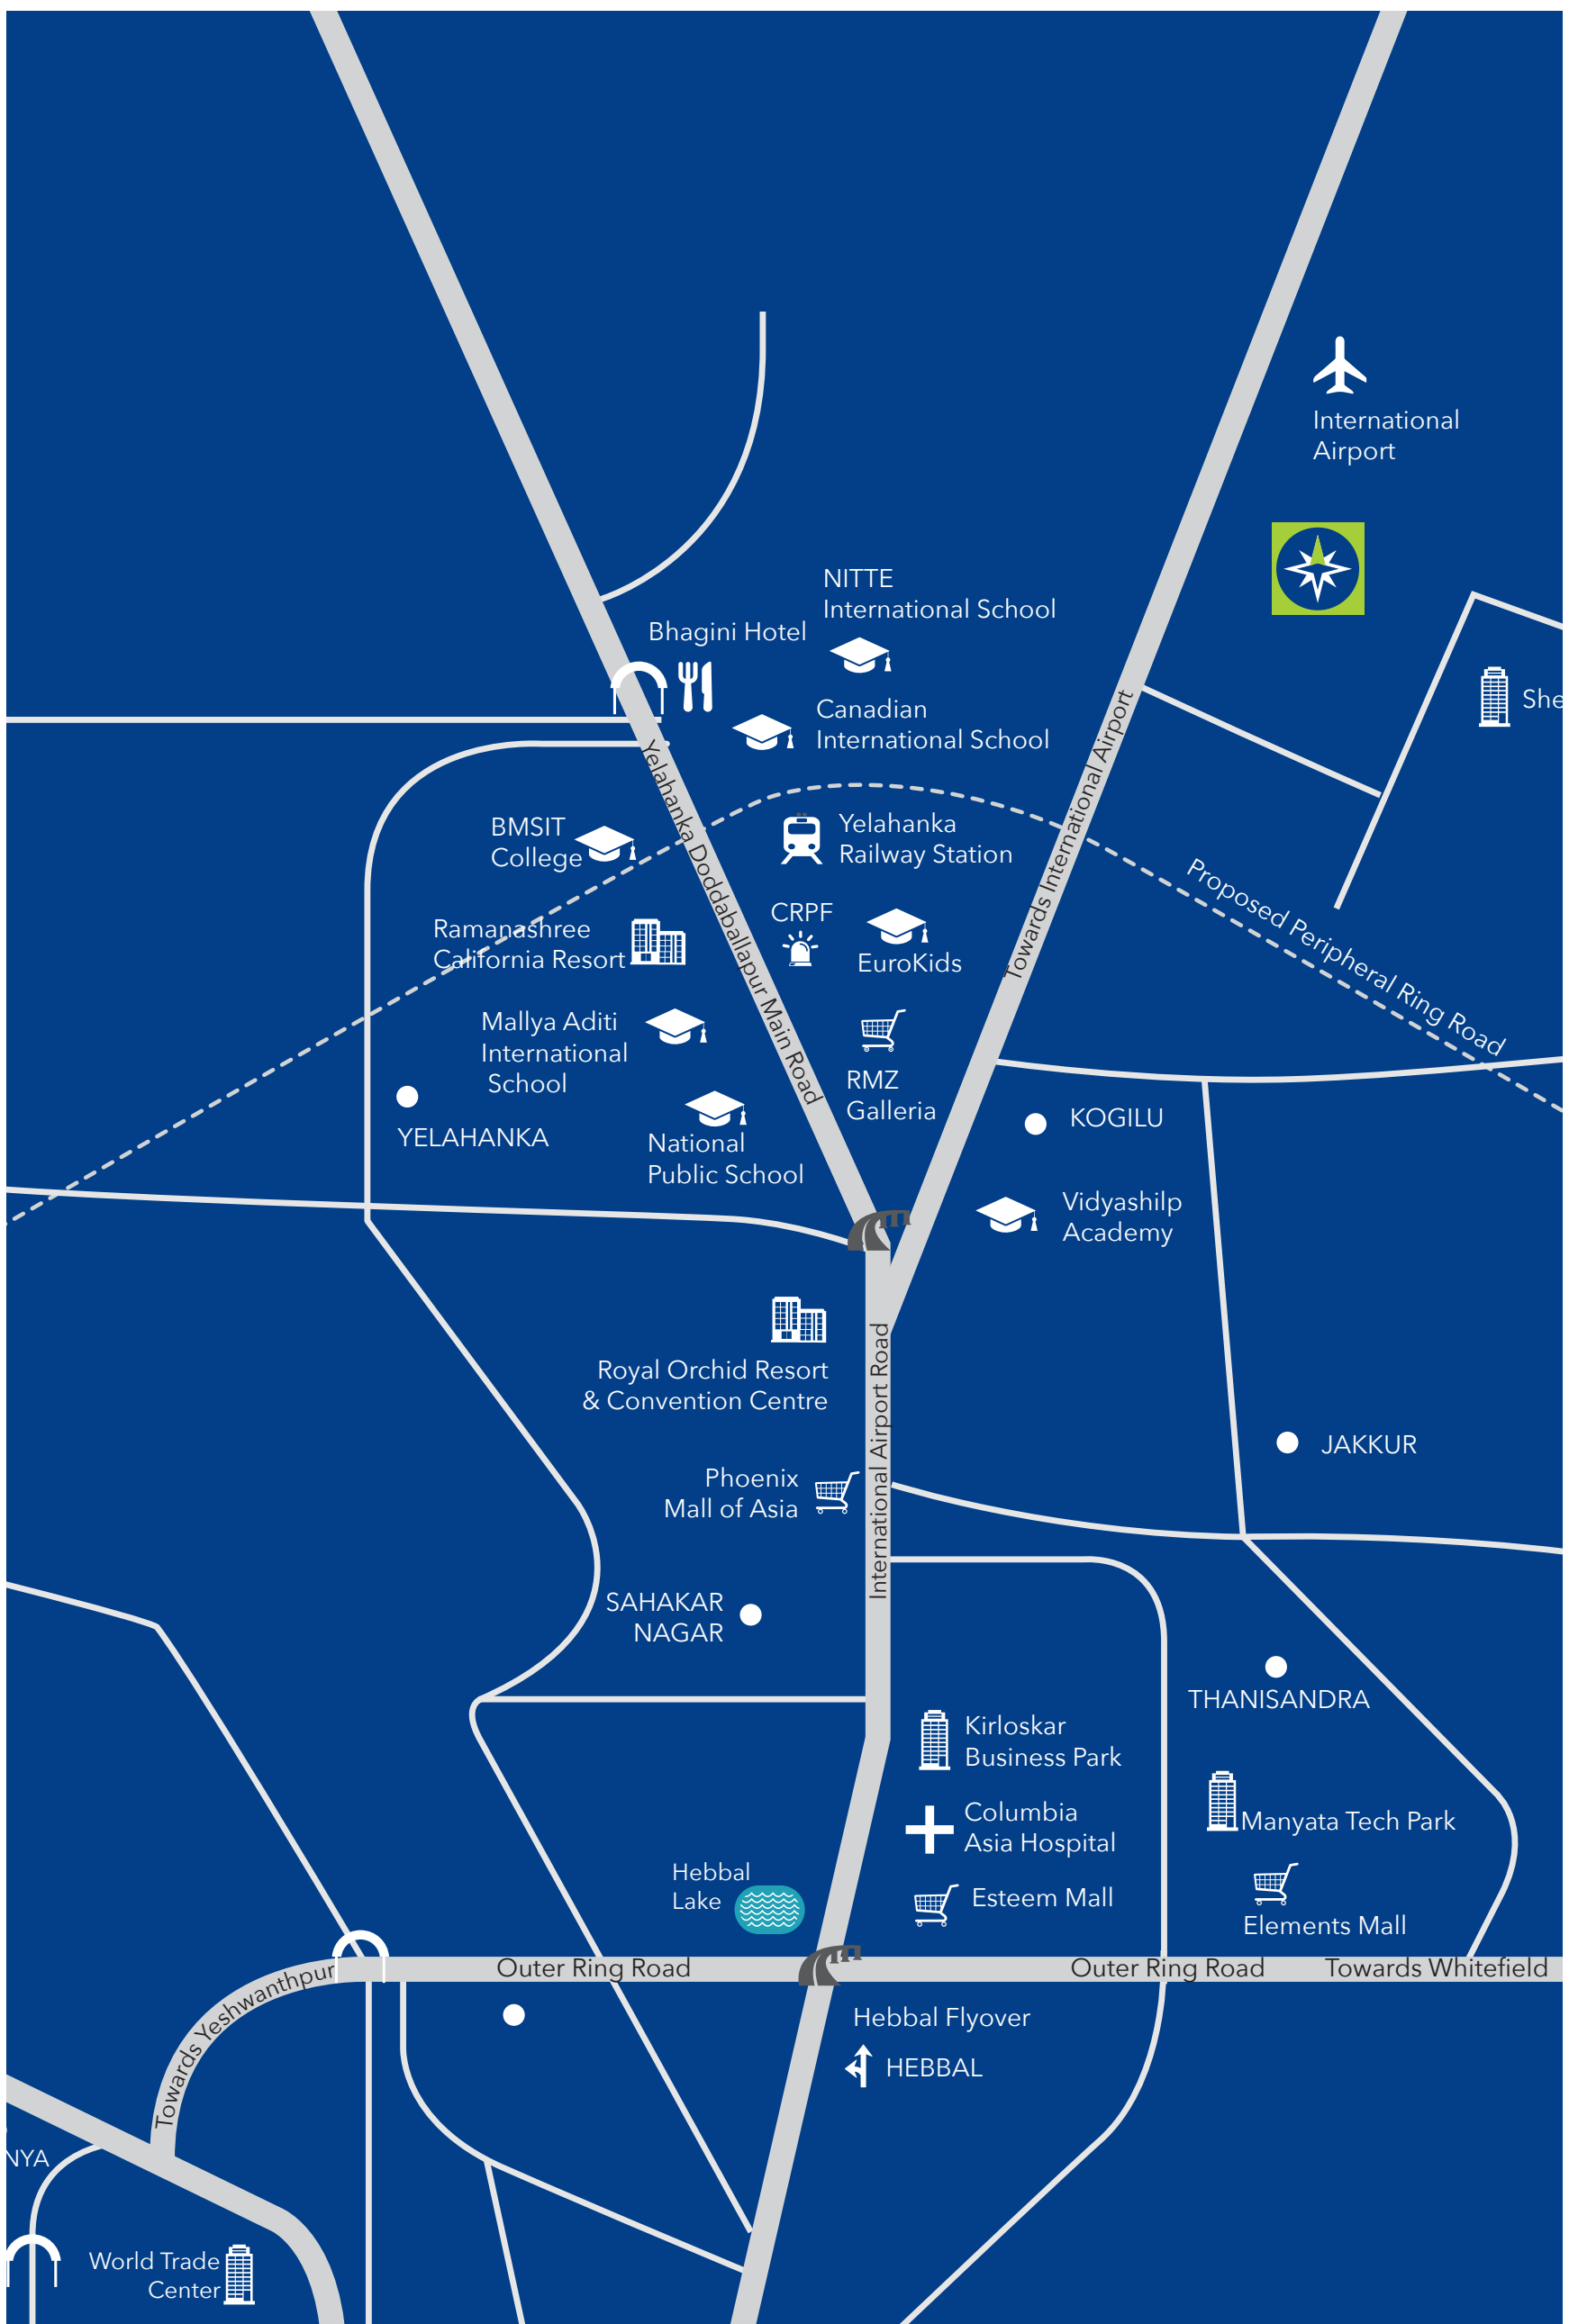 International
Airport
NITTE
International School
Bhagini Hotel
She
Canadian
International School
Yelahanka Doddaballapur Main Road
Towards International Airport
BMSIT
College
Yelahanka
Railway Station
Proposed Peripheral Ring Road
CRPF
Ramanashree
California Resort
EuroKids
Mallya Aditi
International
School
RMZ
Galleria
KOGILU
YELAHANKA
National
Public School
Vidyashilp
Academy
International Airport Road
Royal Orchid Resort
& Convention Centre
JAKKUR
Phoenix
Mall of Asia
SAHAKAR
NAGAR
THANISANDRA
Kirloskar
Business Park
Columbia
Asia Hospital
Manyata Tech Park
Hebbal
Lake
Esteem Mall
Elements Mall
Outer Ring Road
Outer Ring Road
Towards Whitefield
Towards Yeshwanthpur
Hebbal Flyover
HEBBAL
NYA
World Trade
Center